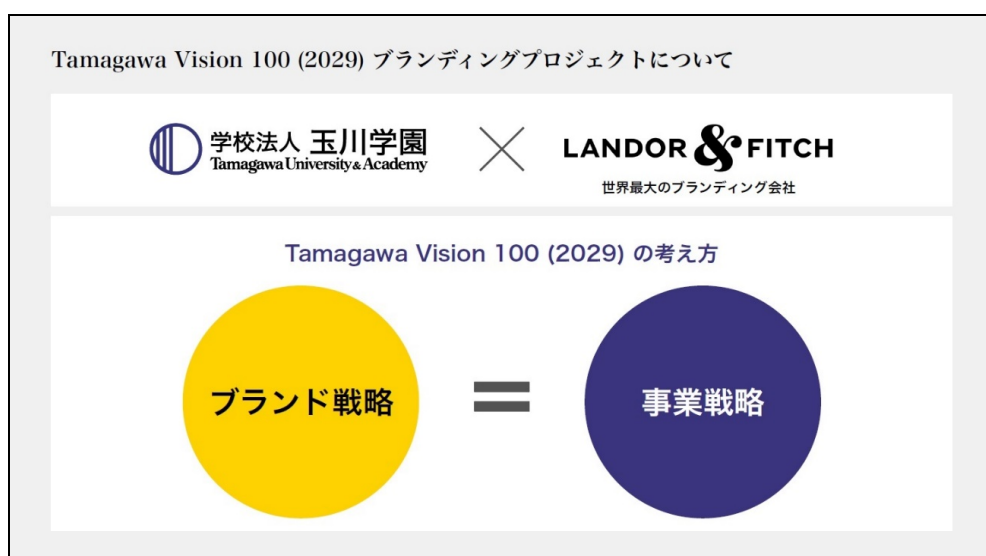 Tamagawa Vision 100 (2029) ブランディングプロジェクトについて
学校法人 玉川学園
Tamagawa University & Academy
×
LANDOR & FITCH
世界最大のブランディング会社
Tamagawa Vision 100 (2029) の考え方
ブランド戦略 = 事業戦略